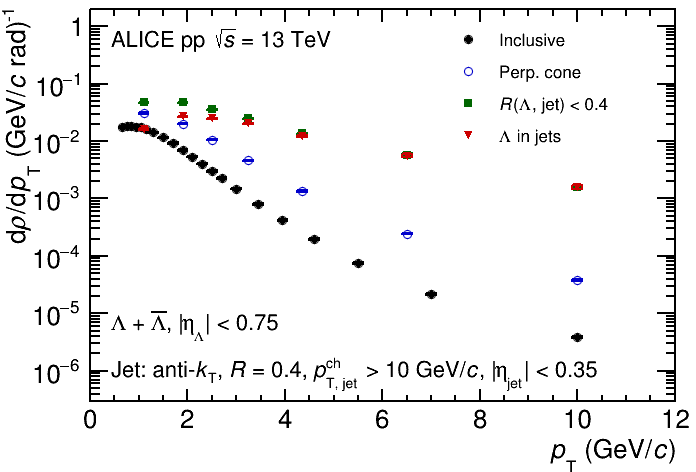 dρ/dp_T (GeV/c rad)⁻¹
1
10⁻¹
10⁻²
10⁻³
10⁻⁴
10⁻⁵
10⁻⁶
ALICE pp √s = 13 TeV
Inclusive
Perp. cone
R(Λ, jet) < 0.4
Λ in jets
Λ + Λ̅, |η_Λ| < 0.75
Jet: anti-k_T, R = 0.4, p_T, jet^ch > 10 GeV/c, |η_jet| < 0.35
0 2 4 6 8 10 12
p_T (GeV/c)